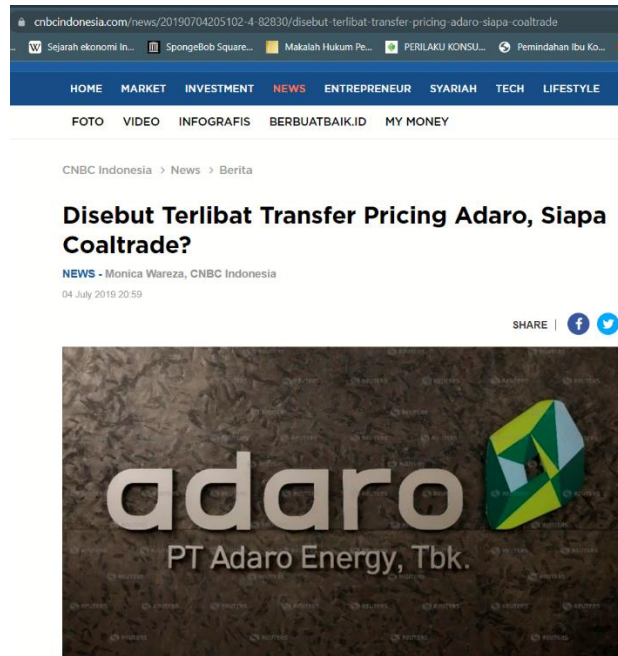 cnbcindonesia.com/news/20190704205102-4-82830/disebut-terlibat-transfer-pricing-adaro-siapa-coaltrade
Sejarah ekonomi In... SpongeBob Square... Makalah Hukum Pe... PERILAKU KONSU... Pemindahan Ibu Ko...
HOME MARKET INVESTMENT NEWS ENTREPRENEUR SYARIAH TECH LIFESTYLE
FOTO VIDEO INFOGRAFIS BERBUATBAIK.ID MY MONEY
CNBC Indonesia > News > Berita
Disebut Terlibat Transfer Pricing Adaro, Siapa
Coaltrade?
NEWS - Monica Wareza, CNBC Indonesia
04 July 2019 20:59
SHARE |
adaro
PT Adaro Energy, Tbk.